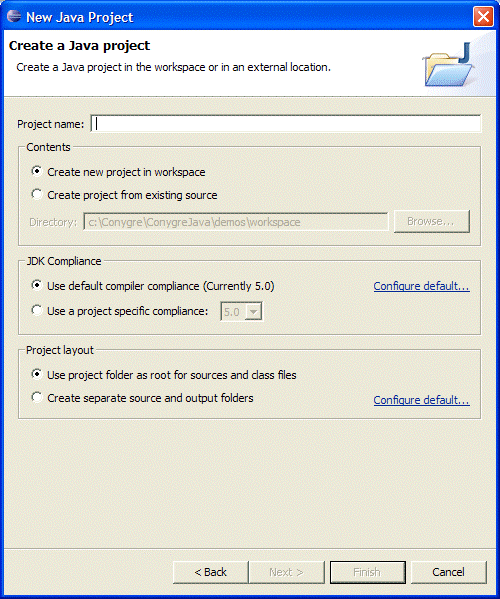 New Java Project
Create a Java project
Create a Java project in the workspace or in an external location.
Project name:
Contents
Create new project in workspace
Create project from existing source
Directory: c:\Conygre\ConygreJava\demos\workspace Browse...
JDK Compliance
Use default compiler compliance (Currently 5.0) Configure default...
Use a project specific compliance: 5.0
Project layout
Use project folder as root for sources and class files
Create separate source and output folders Configure default...
< Back Next > Finish Cancel